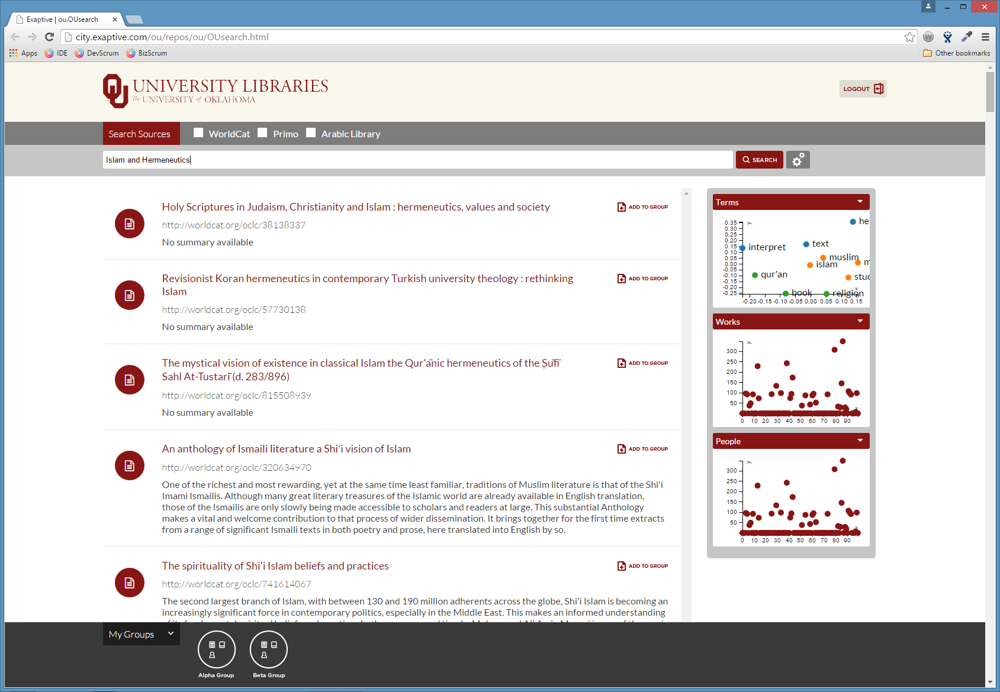 Exaptive | ou.OUsearch
city.exaptive.com/ou/repos/ou/OUsearch.html
Apps IDE DevScrum BizScrum Other bookmarks
OU UNIVERSITY LIBRARIES
The UNIVERSITY of OKLAHOMA
LOGOUT
Search Sources WorldCat Primo Arabic Library
Islam and Hermeneutics SEARCH
Holy Scriptures in Judaism, Christianity and Islam : hermeneutics, values and society
ADD TO GROUP
http://worldcat.org/oclc/38138337
No summary available
Revisionist Koran hermeneutics in contemporary Turkish university theology : rethinking
Islam
ADD TO GROUP
http://worldcat.org/oclc/57730138
No summary available
The mystical vision of existence in classical Islam the Qur'ānic hermeneutics of the Ṣūfī
Sahl At-Tustarī (d. 283/896)
ADD TO GROUP
http://worldcat.org/oclc/815508939
No summary available
An anthology of Ismaili literature a Shi‘i vision of Islam
ADD TO GROUP
http://worldcat.org/oclc/320634970
One of the richest and most rewarding, yet at the same time least familiar, traditions of Muslim literature is that of the Shi'i
Imami Ismailis. Although many great literary treasures of the Islamic world are already available in English translation,
those of the Ismailis are only slowly being made accessible to scholars and readers at large. This substantial Anthology
makes a vital and welcome contribution to that process of wider dissemination. It brings together for the first time extracts
from a range of significant Ismaili texts in both poetry and prose, here translated into English by so.
The spirituality of Shi'i Islam beliefs and practices
ADD TO GROUP
http://worldcat.org/oclc/741614067
The second largest branch of Islam, with between 130 and 190 million adherents across the globe, Shi'i Islam is becoming an
increasingly significant force in contemporary politics, especially in the Middle East. This makes an informed understanding
Terms
y
0.35
0.30
0.25
0.20
0.15
0.10
0.05
0.00
-0.05
-0.10
-0.15
-0.20
-0.25
he
text
interpret
muslim
m
islam
qur'an
stud
book
religion
x
-0.20 -0.15 -0.10 -0.05 0.00 0.05 0.10 0.15
Works
y
300
250
200
150
100
50
x
0 10 20 30 40 50 60 70 80 90
People
y
300
250
200
150
100
50
x
0 10 20 30 40 50 60 70 80 90
My Groups
Alpha Group Beta Group